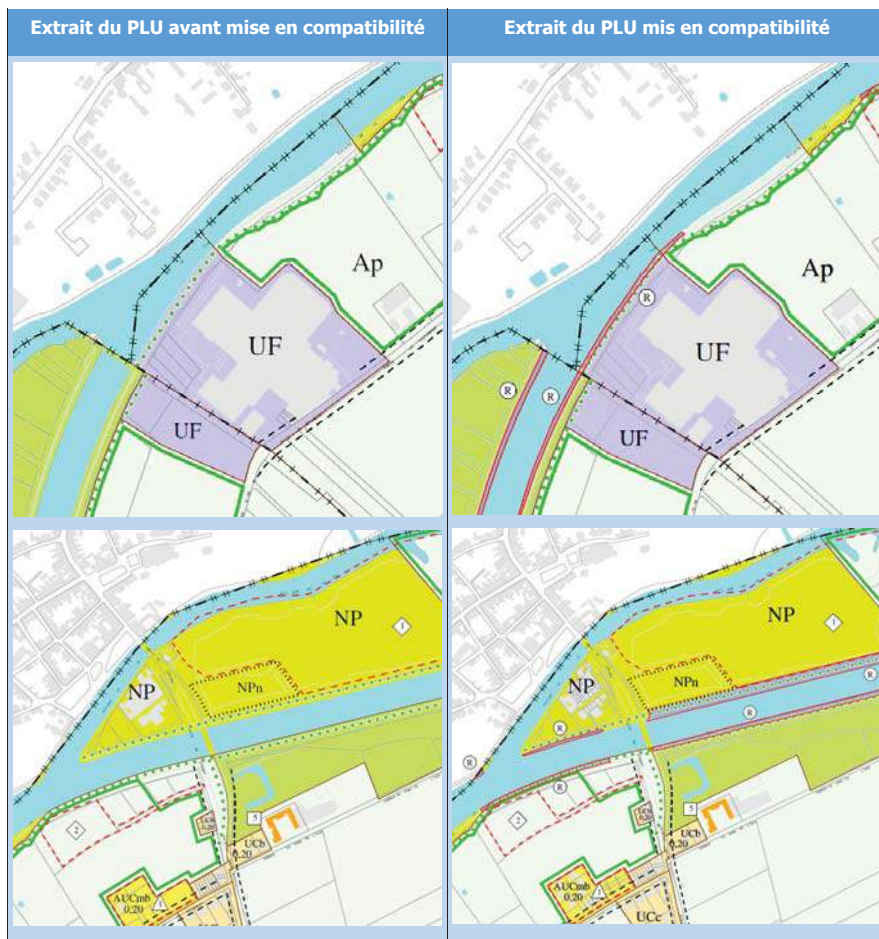 Extrait du PLU avant mise en compatibilité
Extrait du PLU mis en compatibilité
Ap
UF
UF
Ap
R
UF
R
R
UF
NP
1
NP
NPn
2
5
UCb
0,20
AUCmb
0,20
1
NP
1
NP
NPn
R
R
R
R
R
2
5
UCb
0,20
AUCmb
0,20
1
UCc